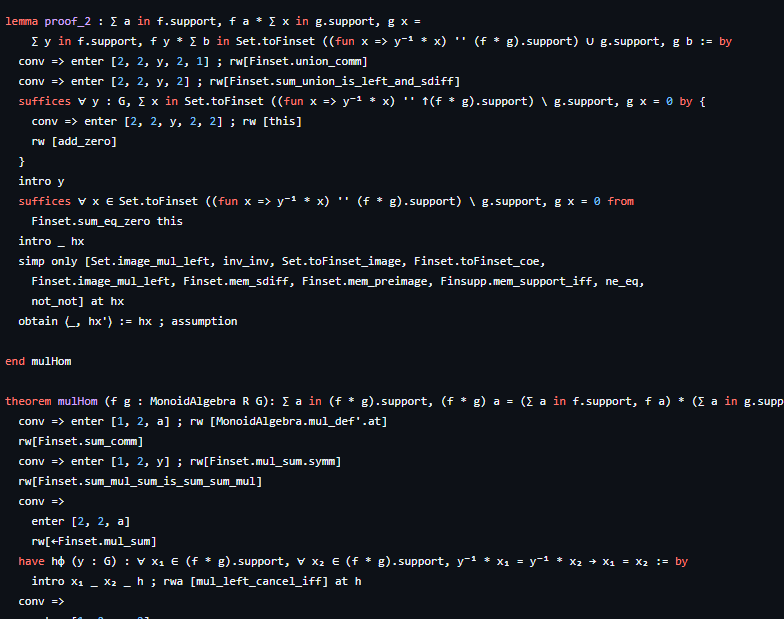 lemma proof_2 : ∑ a in f.support, f a * ∑ x in g.support, g x =
    ∑ y in f.support, f y * ∑ b in Set.toFinset ((fun x => y⁻¹ * x) '' (f * g).support) ∪ g.support, g b := by
  conv => enter [2, 2, y, 2, 1] ; rw[Finset.union_comm]
  conv => enter [2, 2, y, 2] ; rw[Finset.sum_union_is_left_and_sdiff]
  suffices ∀ y : G, ∑ x in Set.toFinset ((fun x => y⁻¹ * x) '' ↑(f * g).support) \ g.support, g x = 0 by {
    conv => enter [2, 2, y, 2, 2] ; rw [this]
    rw [add_zero]
  }
  intro y
  suffices ∀ x ∈ Set.toFinset ((fun x => y⁻¹ * x) '' (f * g).support) \ g.support, g x = 0 from
    Finset.sum_eq_zero this
  intro _ hx
  simp only [Set.image_mul_left, inv_inv, Set.toFinset_image, Finset.toFinset_coe,
    Finset.image_mul_left, Finset.mem_sdiff, Finset.mem_preimage, Finsupp.mem_support_iff, ne_eq,
    not_not] at hx
  obtain ⟨_, hx'⟩ := hx ; assumption
end mulHom
theorem mulHom (f g : MonoidAlgebra R G): ∑ a in (f * g).support, (f * g) a = (∑ a in f.support, f a) * (∑ a in g.supp
  conv => enter [1, 2, a] ; rw [MonoidAlgebra.mul_def'.at]
  rw[Finset.sum_comm]
  conv => enter [1, 2, y] ; rw[Finset.mul_sum.symm]
  rw[Finset.sum_mul_sum_is_sum_sum_mul]
  conv =>
    enter [2, 2, a]
    rw[←Finset.mul_sum]
  have hϕ (y : G) : ∀ x₁ ∈ (f * g).support, ∀ x₂ ∈ (f * g).support, y⁻¹ * x₁ = y⁻¹ * x₂ → x₁ = x₂ := by
    intro x₁ _ x₂ _ h ; rwa [mul_left_cancel_iff] at h
  conv =>